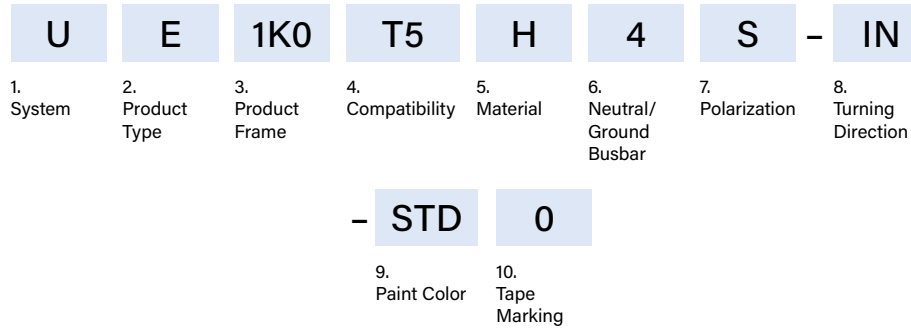 U E 1K0 T5 H 4 S – IN
1. 2. 3. 4. 5. 6. 7. 8.
System Product Product Compatibility Material Neutral/ Polarization Turning
Type Frame Ground Direction
Busbar
– STD 0
9. 10.
Paint Color Tape
Marking